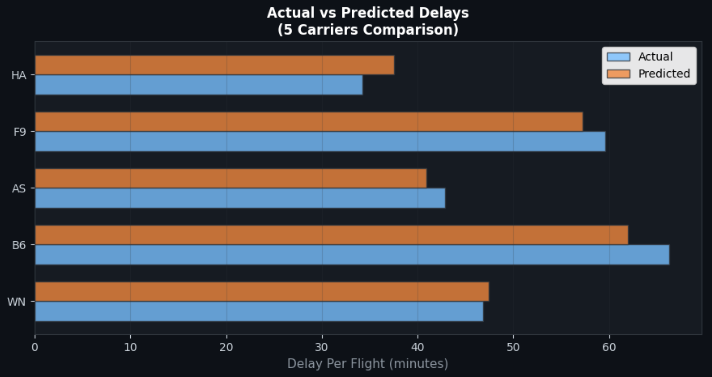 Actual vs Predicted Delays
(5 Carriers Comparison)
Actual
Predicted
HA
F9
AS
B6
WN
0 10 20 30 40 50 60
Delay Per Flight (minutes)